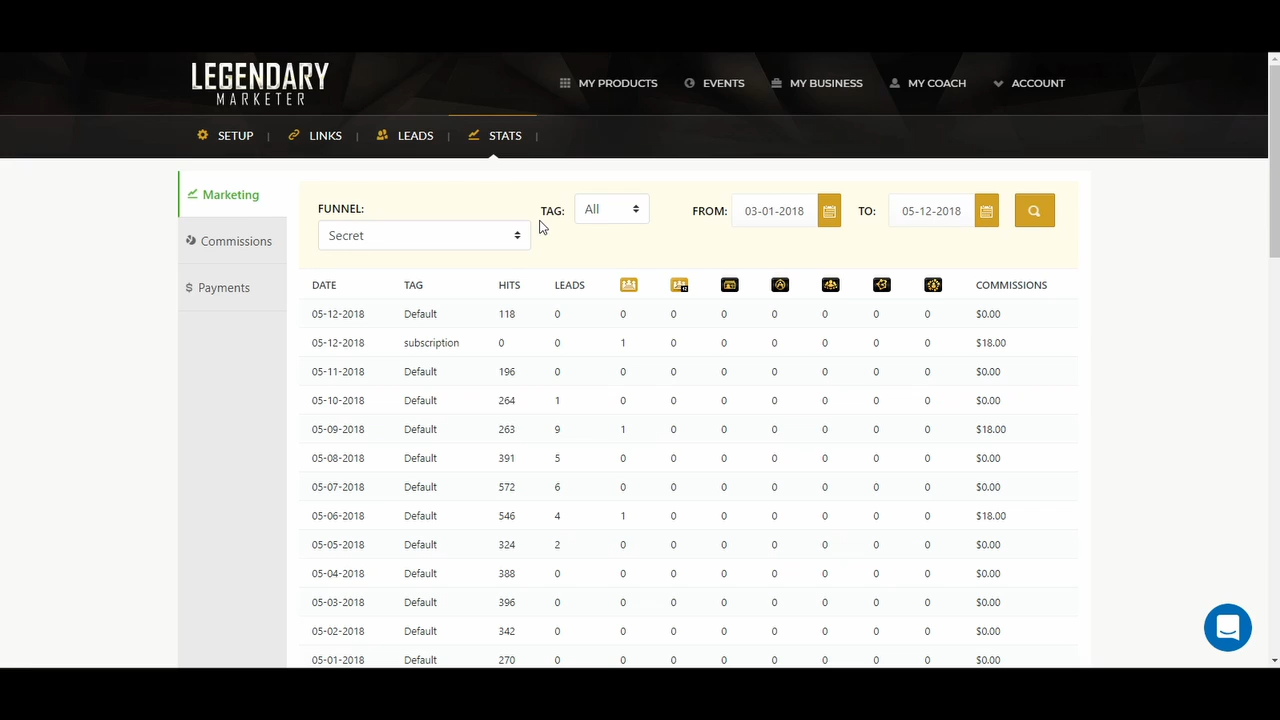 LEGENDARY
MARKETER
MY PRODUCTS EVENTS MY BUSINESS MY COACH ACCOUNT
SETUP | LINKS | LEADS | STATS |
Marketing
Commissions
$ Payments
FUNNEL: TAG: All FROM: 03-01-2018 TO: 05-12-2018
Secret
DATE TAG HITS LEADS COMMISSIONS
05-12-2018 Default 118 0 0 0 0 0 0 0 0 $0.00
05-12-2018 subscription 0 0 1 0 0 0 0 0 0 $18.00
05-11-2018 Default 196 0 0 0 0 0 0 0 0 $0.00
05-10-2018 Default 264 1 0 0 0 0 0 0 0 $0.00
05-09-2018 Default 263 9 1 0 0 0 0 0 0 $18.00
05-08-2018 Default 391 5 0 0 0 0 0 0 0 $0.00
05-07-2018 Default 572 6 0 0 0 0 0 0 0 $0.00
05-06-2018 Default 546 4 1 0 0 0 0 0 0 $18.00
05-05-2018 Default 324 2 0 0 0 0 0 0 0 $0.00
05-04-2018 Default 388 0 0 0 0 0 0 0 0 $0.00
05-03-2018 Default 396 0 0 0 0 0 0 0 0 $0.00
05-02-2018 Default 342 0 0 0 0 0 0 0 0 $0.00
05-01-2018 Default 270 0 0 0 0 0 0 0 0 $0.00